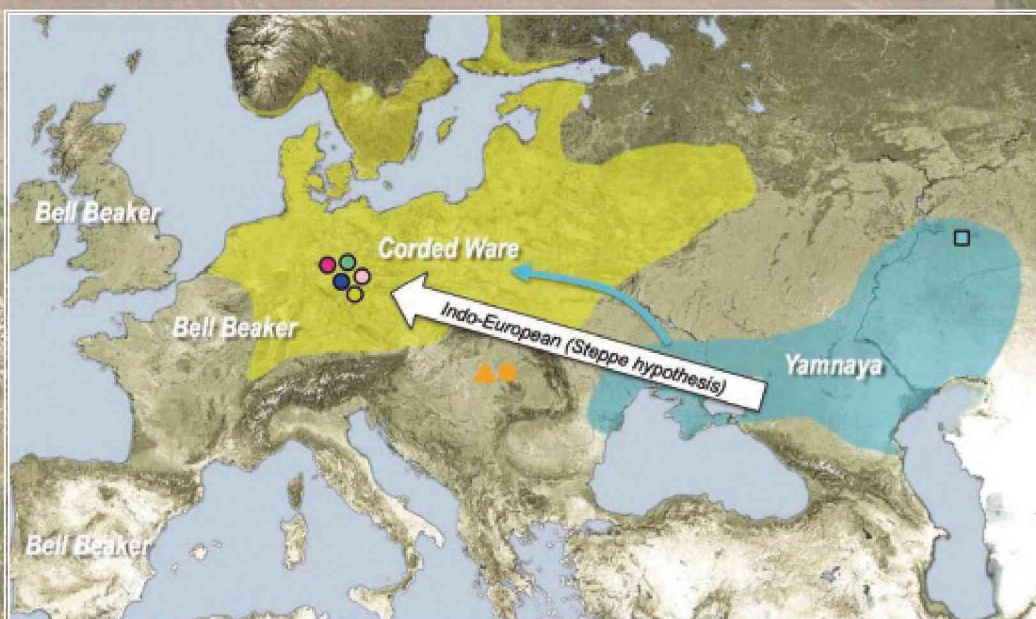 Bell Beaker
Corded Ware
Bell Beaker
Indo-European (Steppe hypothesis)
Yamnaya
Bell Beaker